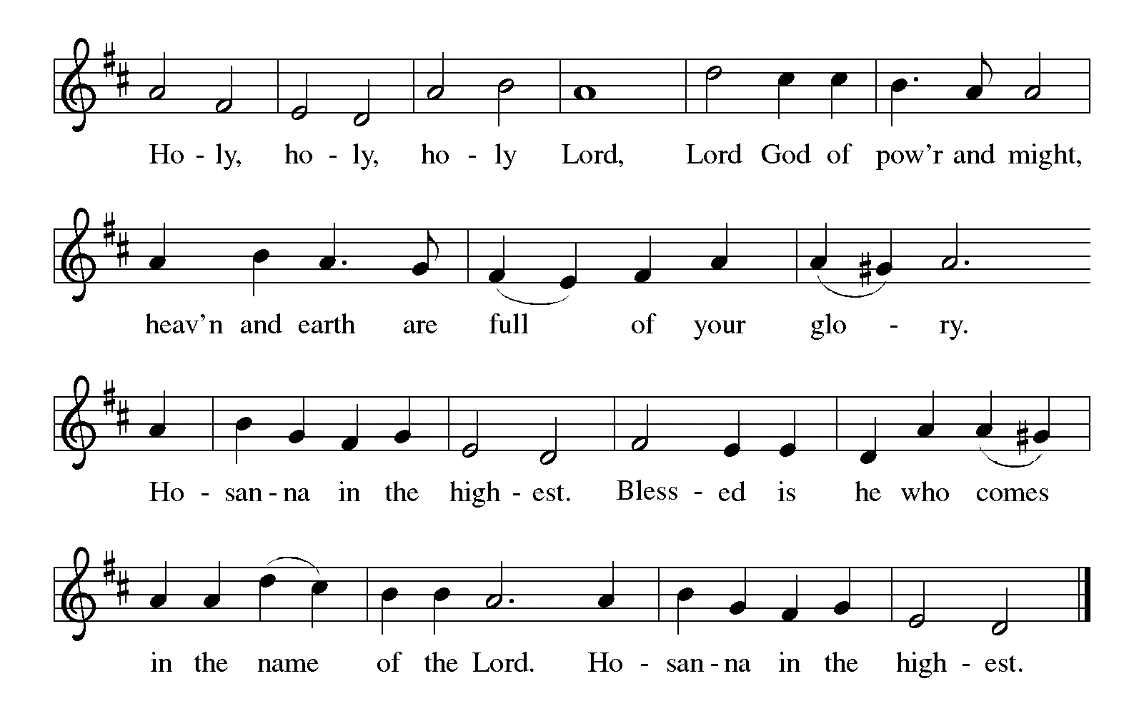 Ho - ly, ho - ly, ho - ly Lord, Lord God of pow'r and might,
heav'n and earth are full of your glo - ry.
Ho - san - na in the high - est. Bless - ed is he who comes
in the name of the Lord. Ho - san - na in the high - est.